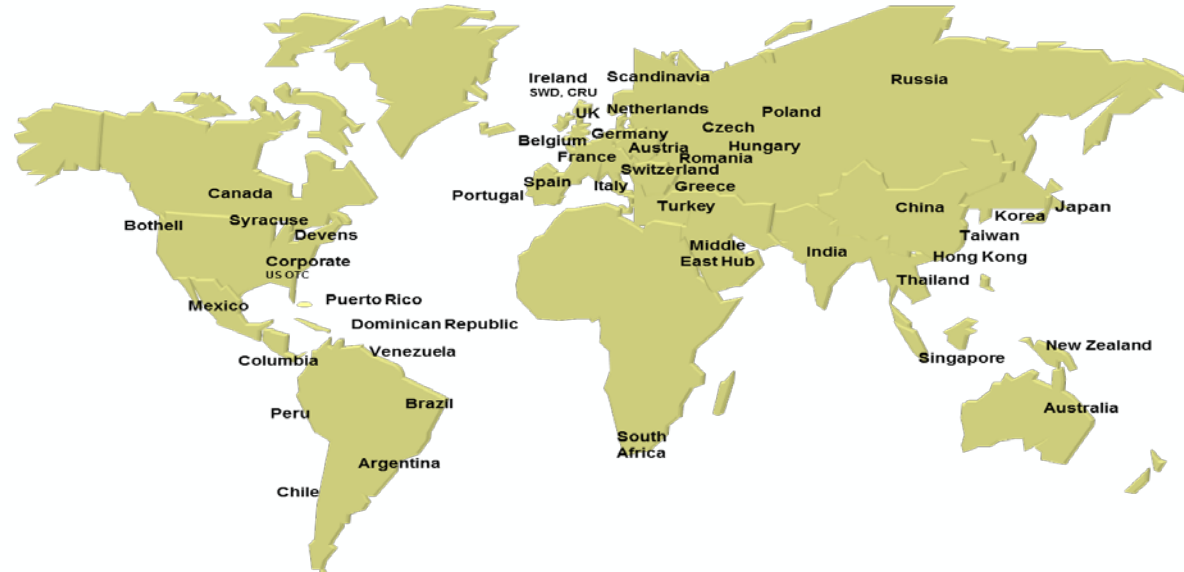 Ireland
SWD, CRU
Scandinavia
Russia
UK
Netherlands
Poland
Belgium
Germany
Czech
Austria
Hungary
France
Romania
Switzerland
Spain
Italy
Greece
Portugal
Turkey
Canada
Bothell
Syracuse
Devens
Corporate
US OTC
Mexico
Puerto Rico
Dominican Republic
Columbia
Venezuela
Peru
Brazil
Argentina
Chile
Middle
East Hub
South
Africa
India
China
Korea
Japan
Taiwan
Hong Kong
Thailand
Singapore
New Zealand
Australia